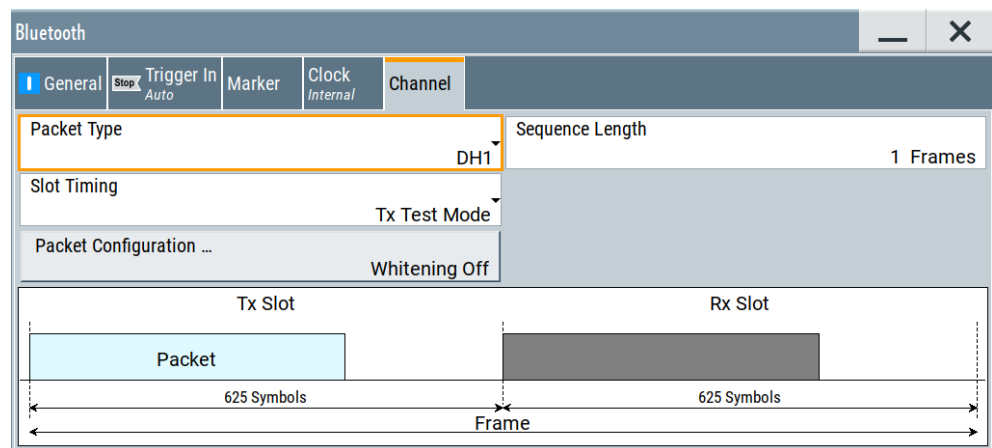 Bluetooth
General
Stop
Trigger In
Auto
Marker
Clock
Internal
Channel
Packet Type
DH1
Sequence Length
1 Frames
Slot Timing
Tx Test Mode
Packet Configuration ...
Whitening Off
Tx Slot
Rx Slot
Packet
625 Symbols
625 Symbols
Frame